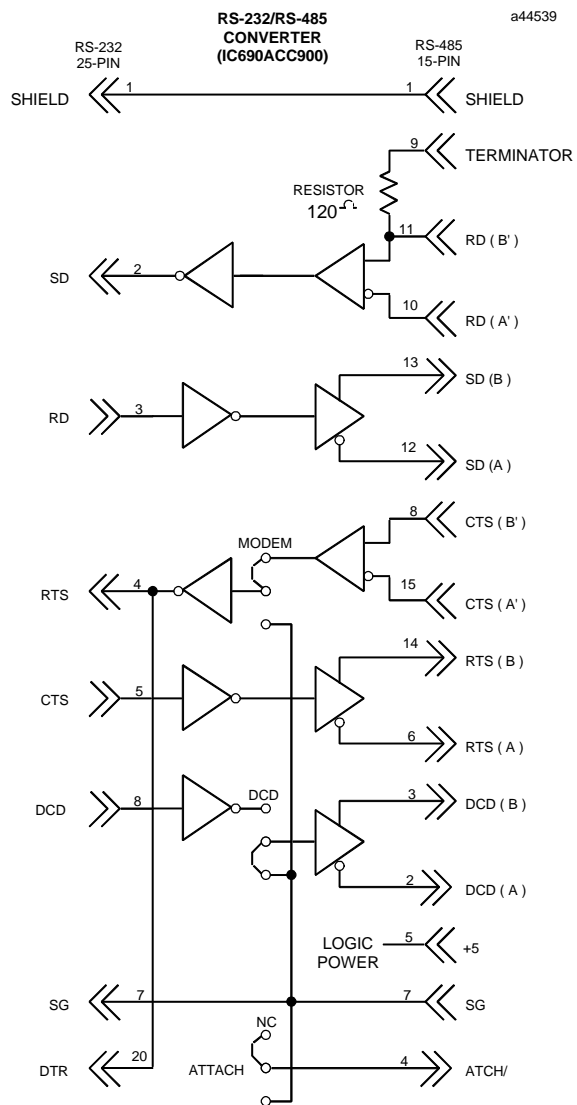 RS-232/RS-485
CONVERTER
(IC690ACC900)
a44539
RS-232
25-PIN
RS-485
15-PIN
SHIELD 1 1 SHIELD
9 TERMINATOR
RESISTOR
120
11 RD ( B' )
SD 2
10 RD ( A' )
13 SD (B )
RD 3
12 SD (A )
8 CTS ( B' )
MODEM
RTS 4
15 CTS ( A' )
14 RTS ( B )
CTS 5
6 RTS ( A )
DCD 8 DCD 3 DCD ( B )
2 DCD ( A )
LOGIC
POWER
5 +5
SG 7 7 SG
NC
DTR 20 ATTACH 4 ATCH/